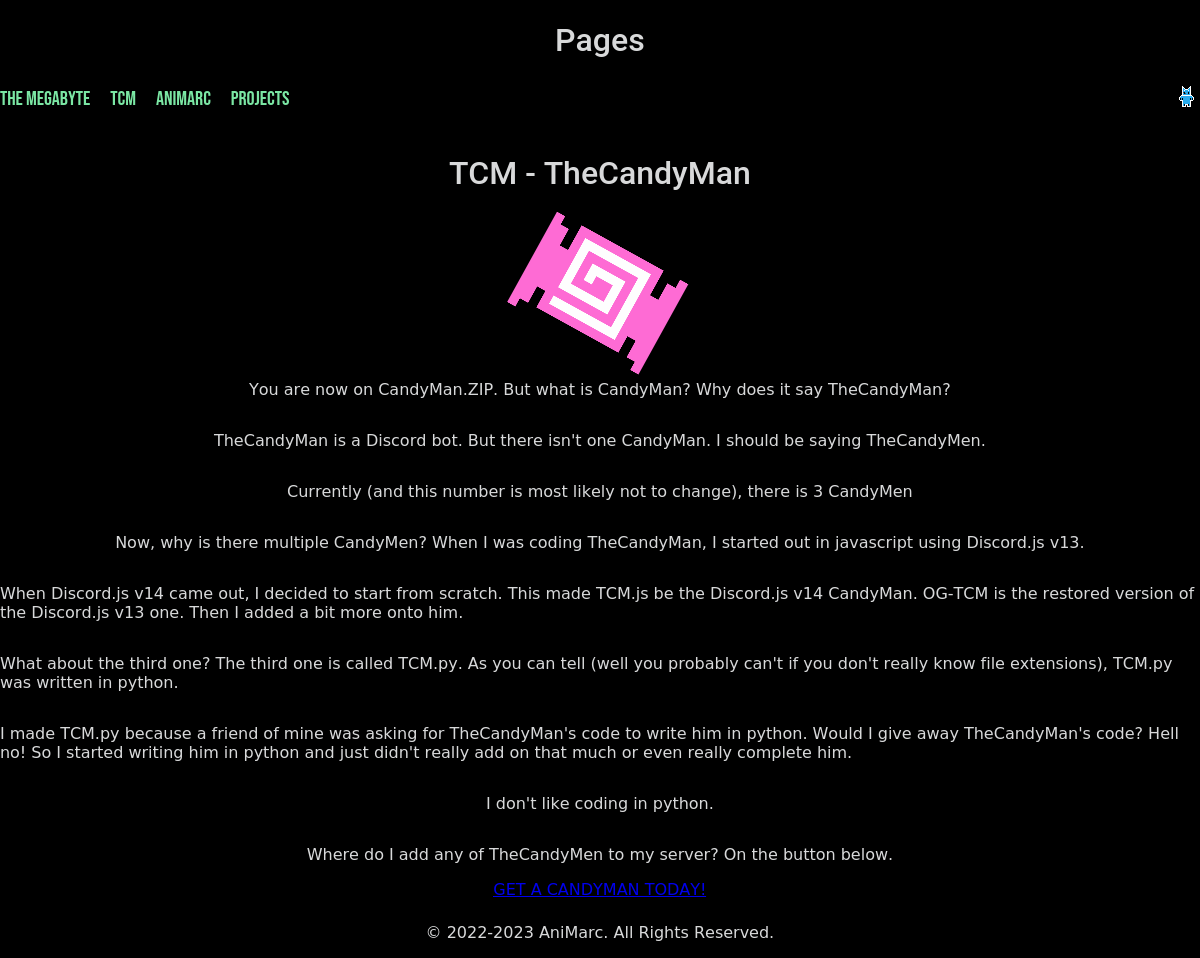 Pages
THE MEGABYTE TCM ANIMARC PROJECTS
TCM - TheCandyMan
You are now on CandyMan.ZIP. But what is CandyMan? Why does it say TheCandyMan?
TheCandyMan is a Discord bot. But there isn't one CandyMan. I should be saying TheCandyMen.
Currently (and this number is most likely not to change), there is 3 CandyMen
Now, why is there multiple CandyMen? When I was coding TheCandyMan, I started out in javascript using Discord.js v13.
When Discord.js v14 came out, I decided to start from scratch. This made TCM.js be the Discord.js v14 CandyMan. OG-TCM is the restored version of
the Discord.js v13 one. Then I added a bit more onto him.
What about the third one? The third one is called TCM.py. As you can tell (well you probably can't if you don't really know file extensions), TCM.py
was written in python.
I made TCM.py because a friend of mine was asking for TheCandyMan's code to write him in python. Would I give away TheCandyMan's code? Hell
no! So I started writing him in python and just didn't really add on that much or even really complete him.
I don't like coding in python.
Where do I add any of TheCandyMen to my server? On the button below.
GET A CANDYMAN TODAY!
© 2022-2023 AniMarc. All Rights Reserved.